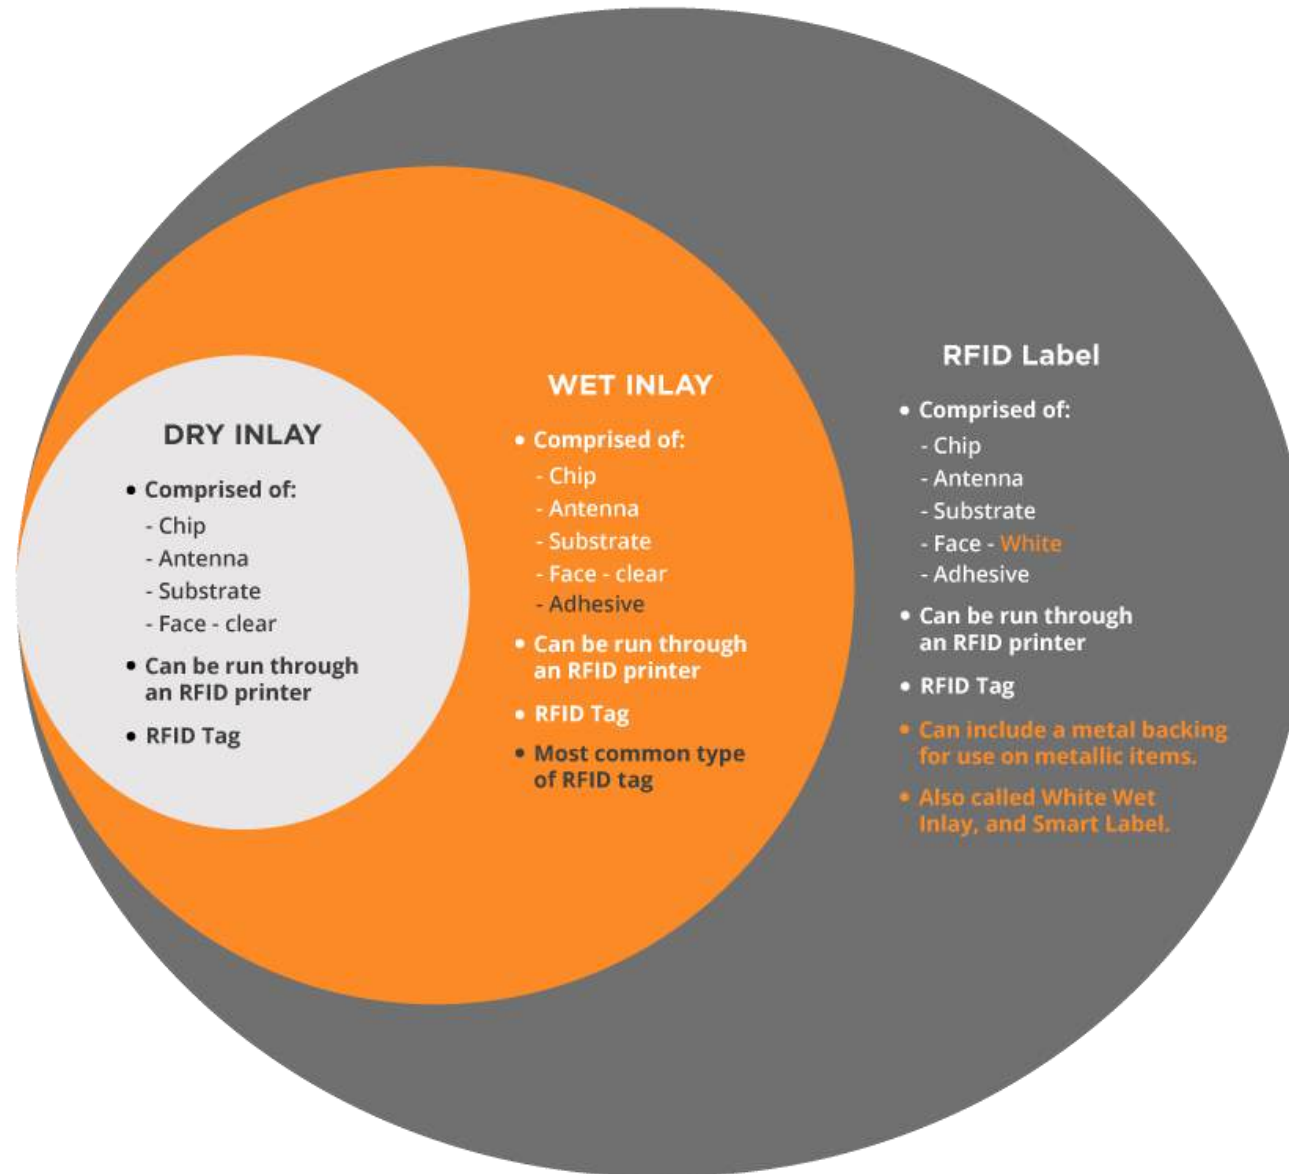 DRY INLAY
• Comprised of:
- Chip
- Antenna
- Substrate
- Face - clear
• Can be run through
an RFID printer
• RFID Tag
WET INLAY
• Comprised of:
- Chip
- Antenna
- Substrate
- Face - clear
- Adhesive
• Can be run through
an RFID printer
• RFID Tag
• Most common type
of RFID tag
RFID Label
• Comprised of:
- Chip
- Antenna
- Substrate
- Face - White
- Adhesive
• Can be run through
an RFID printer
• RFID Tag
• Can include a metal backing
for use on metallic items.
• Also called White Wet
Inlay, and Smart Label.